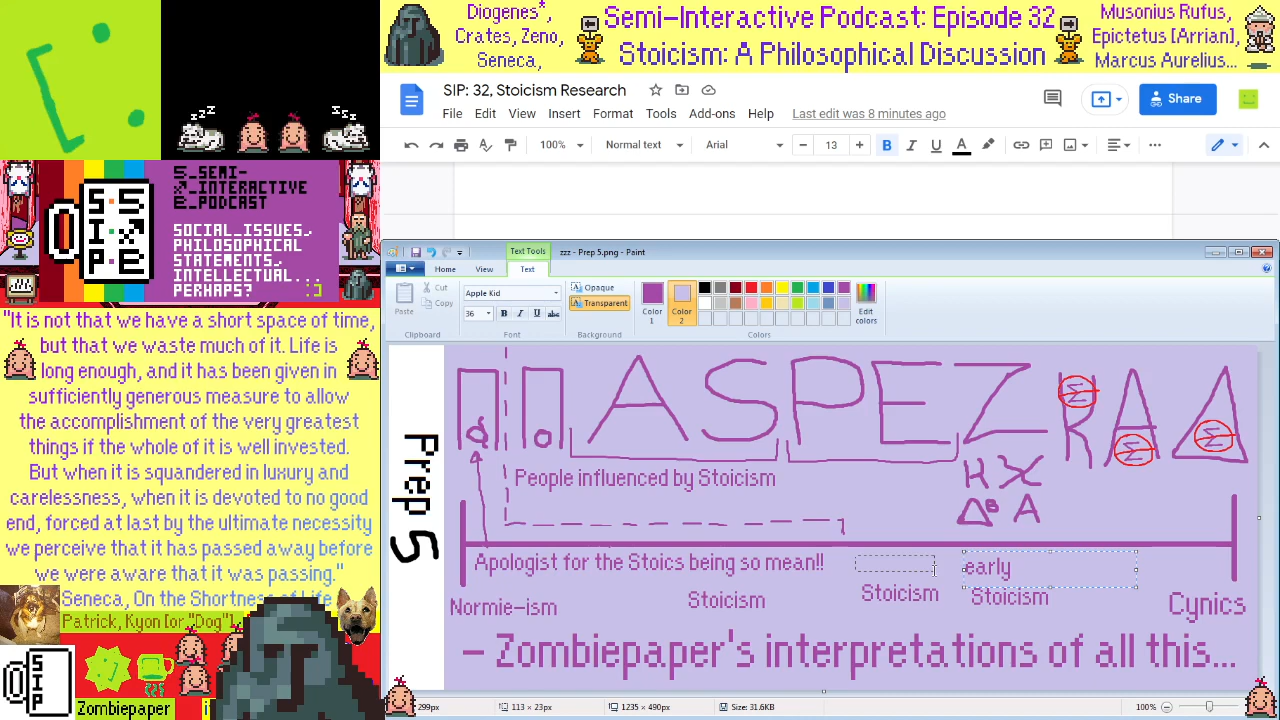 Diogenes*,
Crates, Zeno,
Seneca,
Semi-Interactive Podcast: Episode 32
Stoicism: A Philosophical Discussion
Musonius Rufus,
Epictetus [Arrian],
Marcus Aurelius...
zzz
zzz
S_SEMI-
_INTERACTIVE
_PODCAST
SOCIAL_ISSUES,
PHILOSOPHICAL
STATEMENTS,
INTELLECTUAL...
PERHAPS? :)
"It is not that we have a short space of time,
but that we waste much of it. Life is
long enough, and it has been given in
sufficiently generous measure to allow
the accomplishment of the very greatest
things if the whole of it is well invested.
But when it is squandered in luxury and
carelessness, when it is devoted to no good
end, forced at last by the ultimate necessity
we perceive that it has passed away before
we were aware that it was passing."
Seneca, On the Shortness of Life
Patrick, Kyon [or "Dog"],
S
I
P
Zombiepaper
SIP: 32, Stoicism Research
File Edit View Insert Format Tools Add-ons Help Last edit was 8 minutes ago
Share
100% Normal text Arial 13 B I U A
Text Tools zzz - Prep 5.png - Paint
Home View Text
Paste Cut Copy Clipboard
Apple Kid 36 B I U abc Font
Opaque Transparent Background
Color 1 Color 2 Edit colors Colors
Prep 5
A S P E Z K A Δ
Σ Σ Σ
People influenced by Stoicism
Apologist for the Stoics being so mean!!
early
Normie-ism Stoicism Stoicism Stoicism Cynics
- Zombiepaper's interpretations of all this...
299px 113 × 23px 1235 × 490px Size: 31.6KB 100%